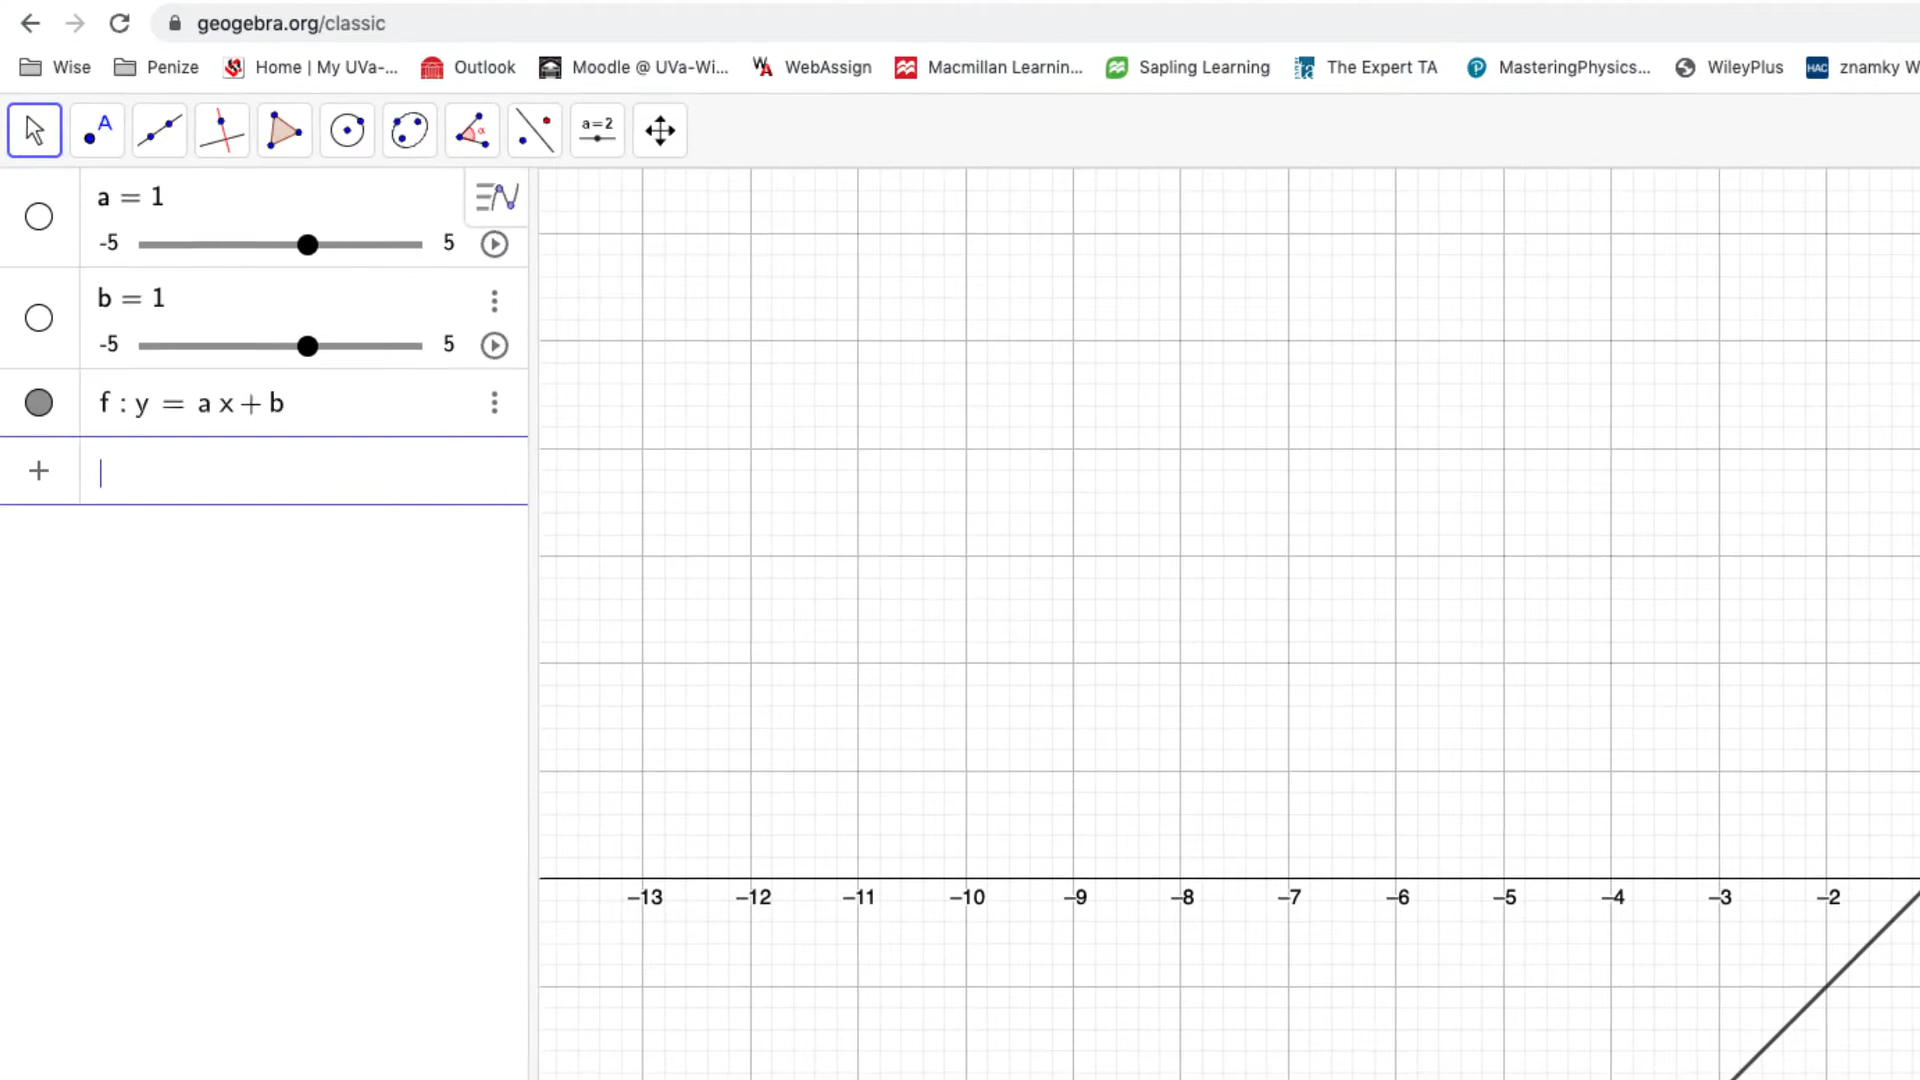 geogebra.org/classic
Wise Penize Home | My UVa-... Outlook Moodle @ UVa-Wi... WebAssign Macmillan Learnin... Sapling Learning The Expert TA MasteringPhysics... WileyPlus HAC znamky W
A α a=2
a = 1
-5 5
b = 1
-5 5
f : y = a x + b
–13 –12 –11 –10 –9 –8 –7 –6 –5 –4 –3 –2